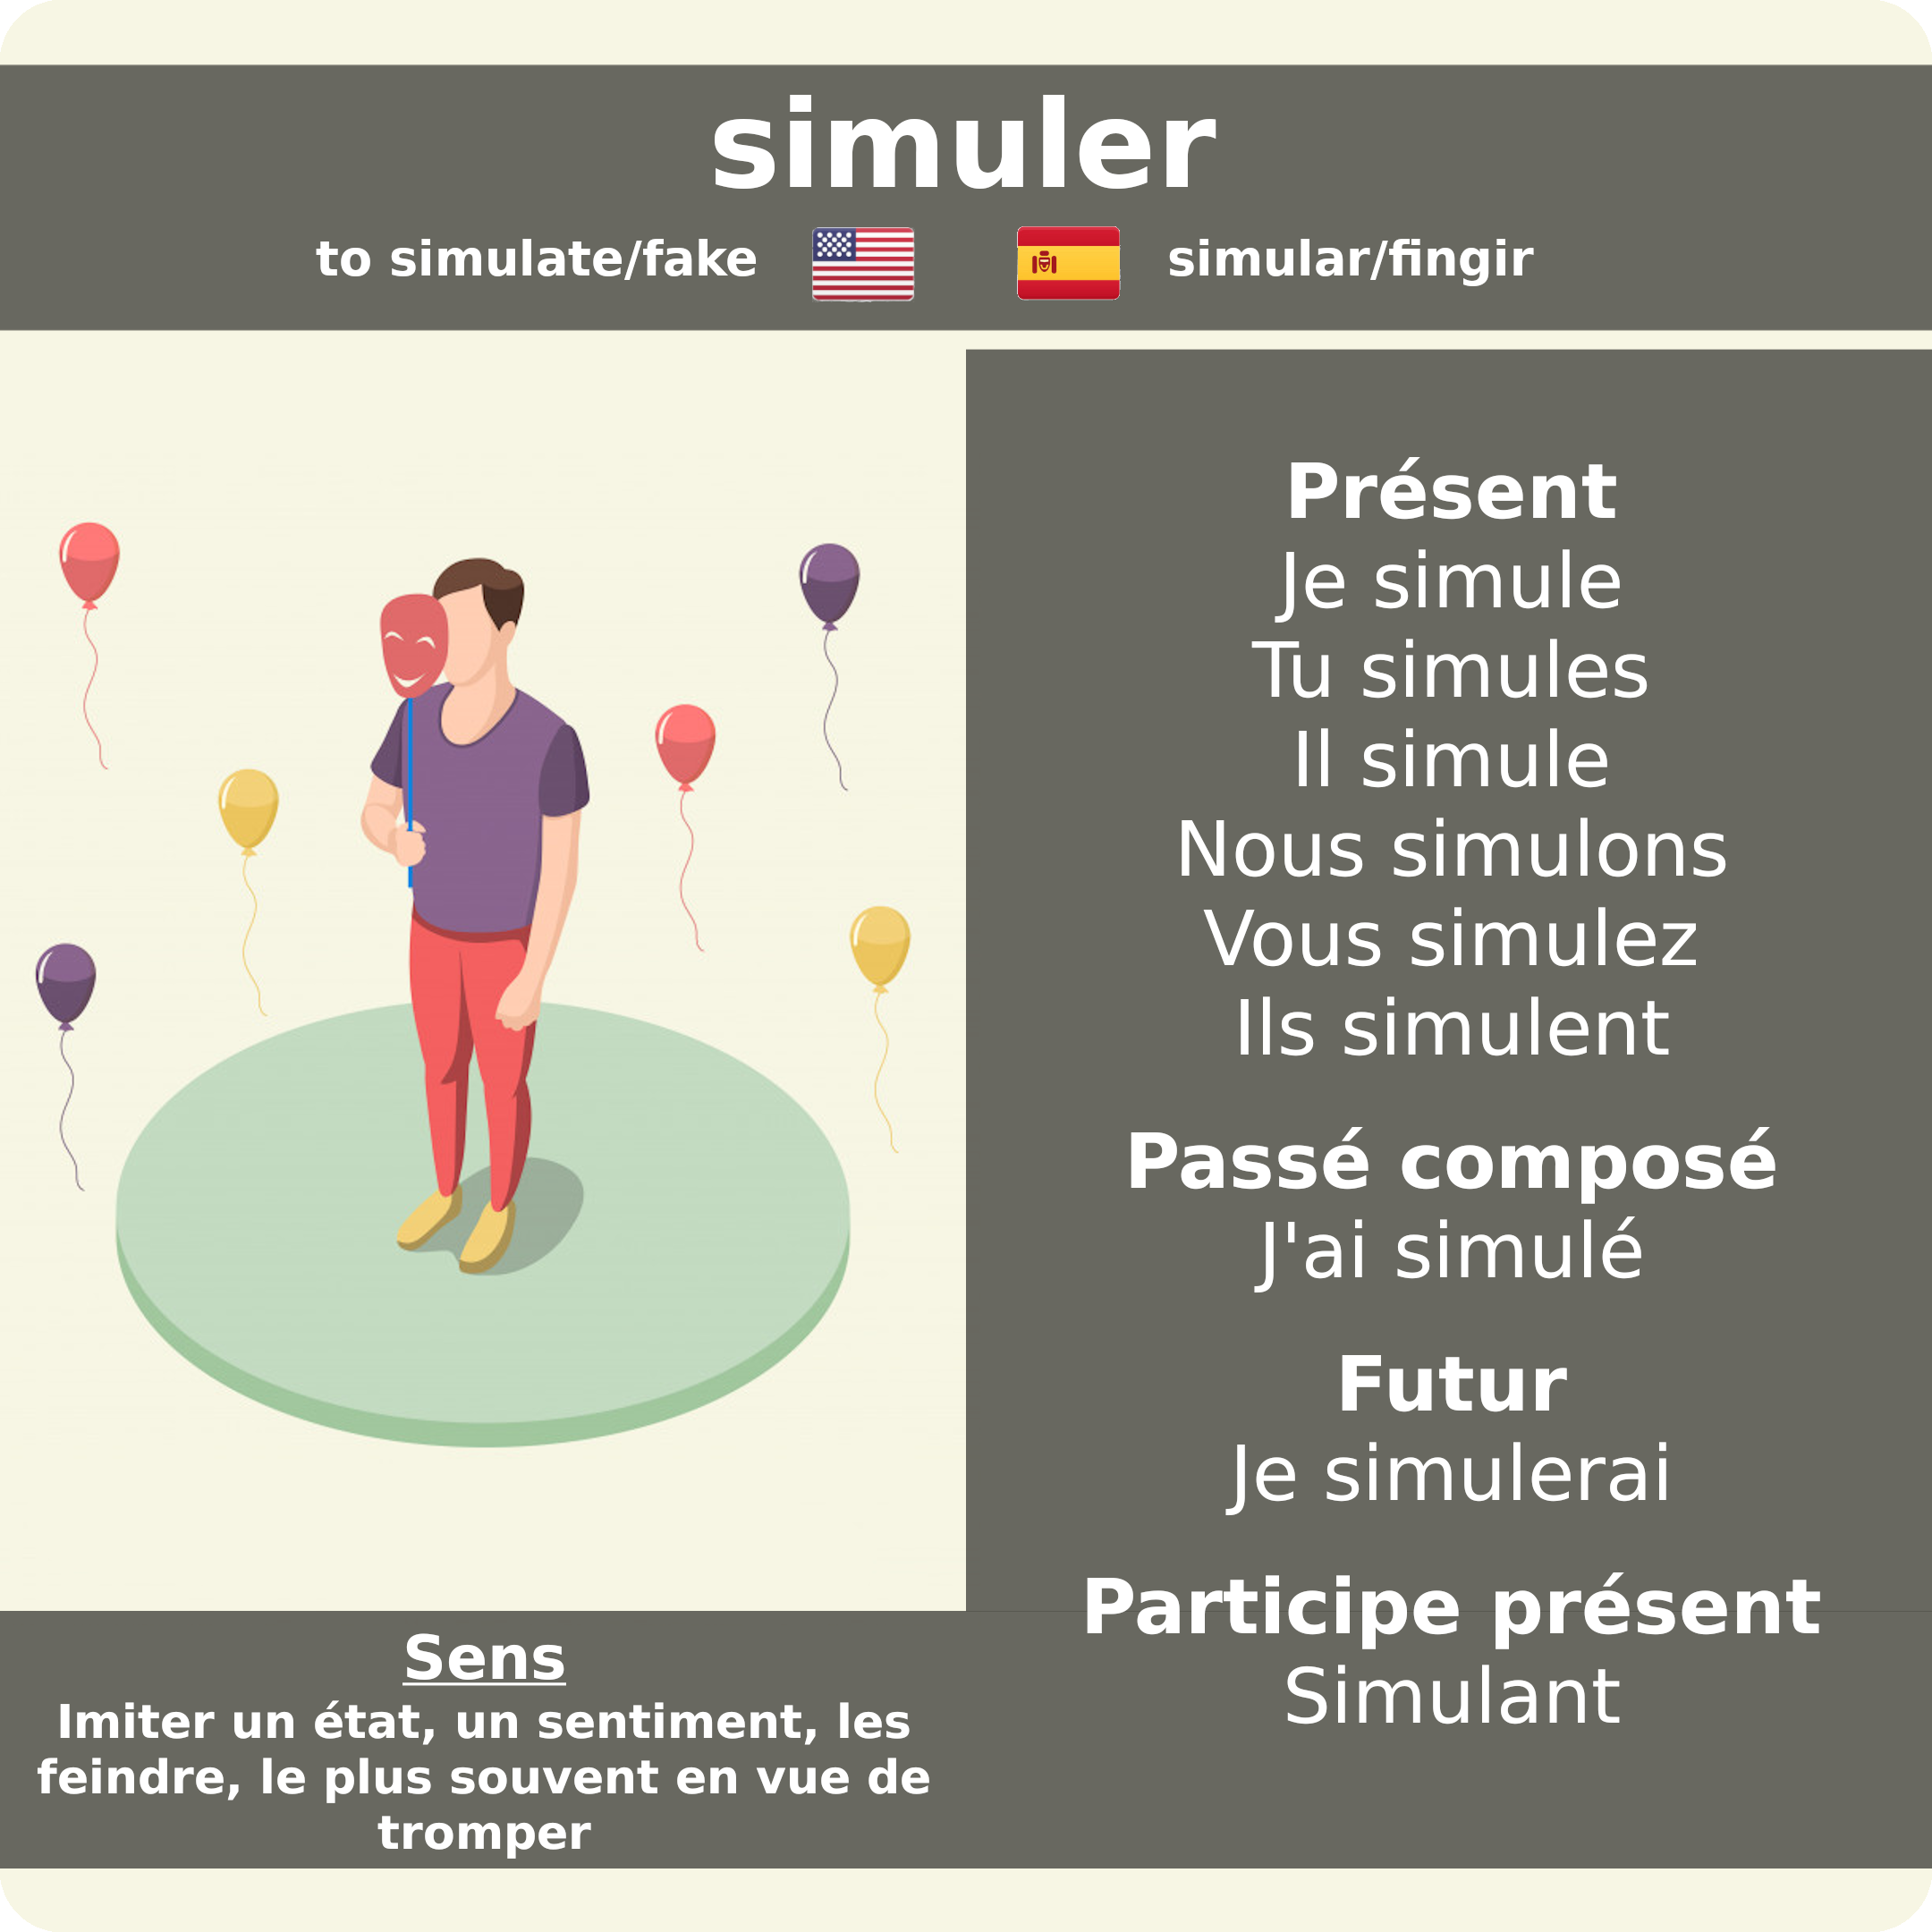 simuler
to simulate/fake
simular/fingir
Présent
Je simule
Tu simules
Il simule
Nous simulons
Vous simulez
Ils simulent
Passé composé
J'ai simulé
Futur
Je simulerai
Participe présent
Simulant
Sens
Imiter un état, un sentiment, les
feindre, le plus souvent en vue de
tromper